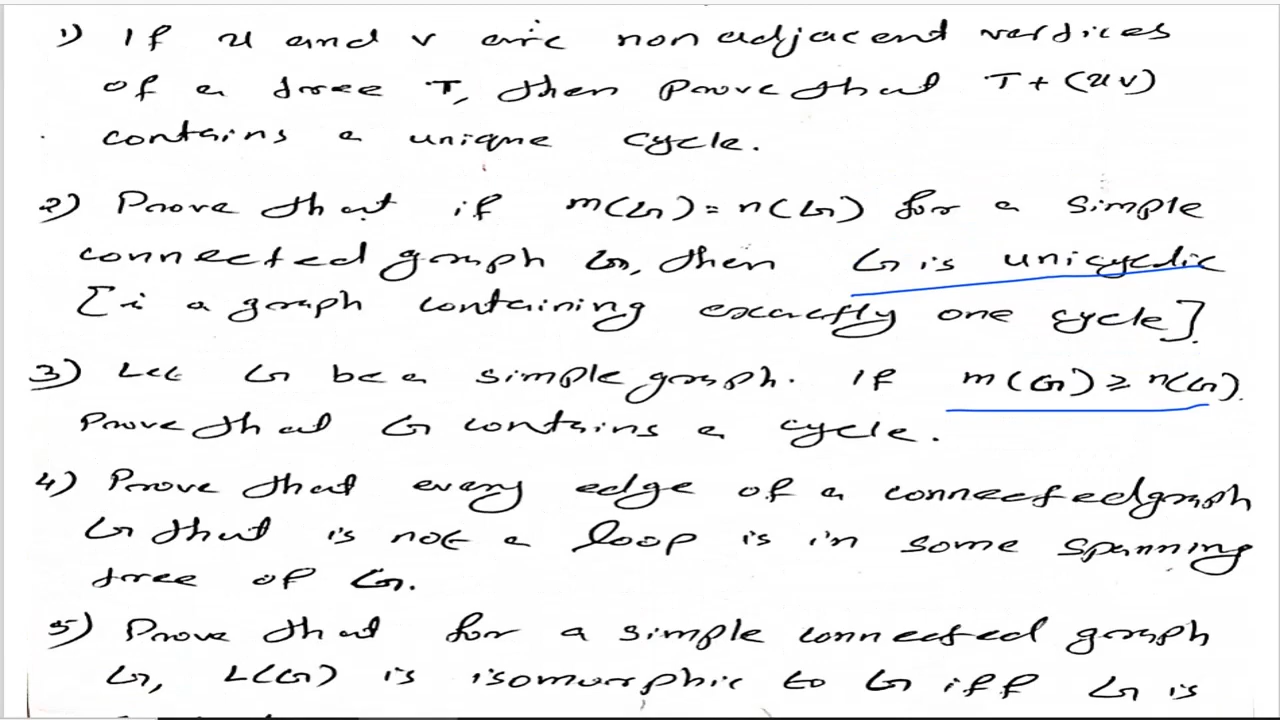 1) If u and v are nonadjacent vertices
of a tree T, then prove that T + (uv)
contains a unique cycle.
2) Prove that if m(G) = n(G) for a simple
connected graph G, then G is unicyclic
[i a graph containing exactly one cycle].
3) Let G be a simple graph. If m(G) ≥ n(G).
Prove that G contains a cycle.
4) Prove that every edge of a connected graph
G that is not a loop is in some spanning
tree of G.
5) Prove that for a simple connected graph
G, L(G) is isomorphic to G iff G is